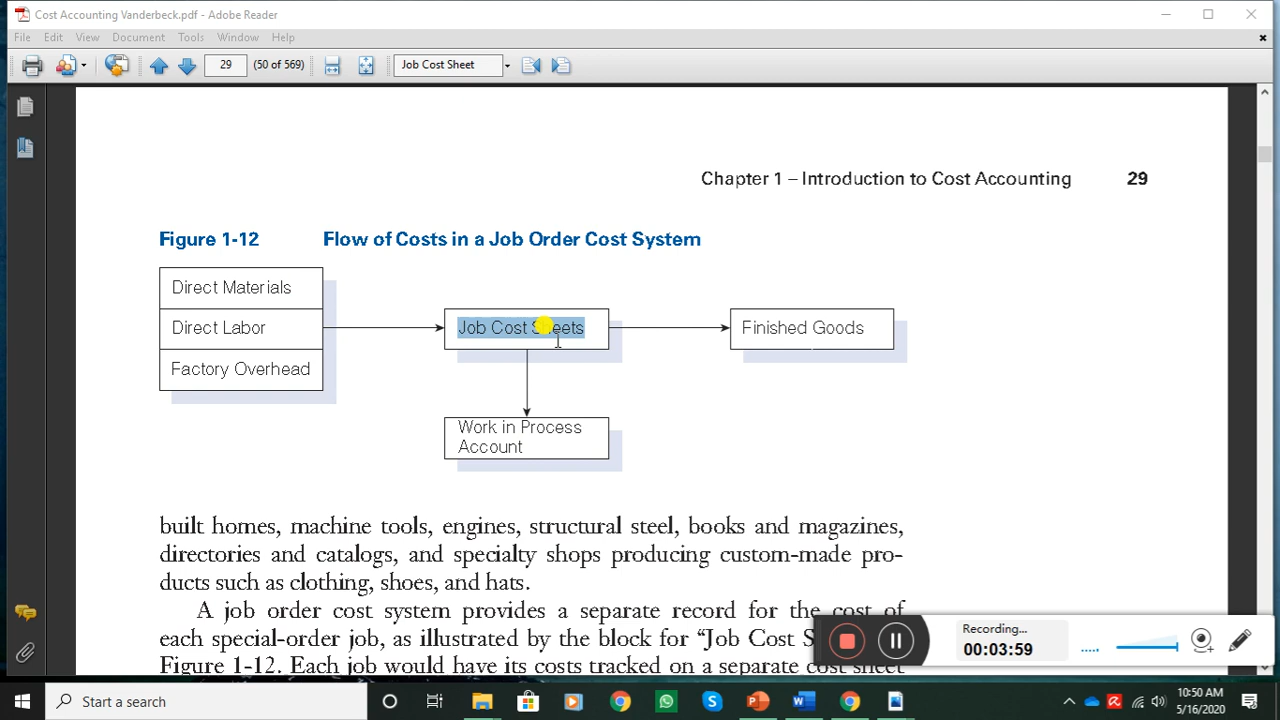 Cost Accounting Vanderbeck.pdf - Adobe Reader
File Edit View Document Tools Window Help
29 (50 of 569) Job Cost Sheet
Chapter 1 – Introduction to Cost Accounting 29
Figure 1-12 Flow of Costs in a Job Order Cost System
Direct Materials
Direct Labor
Factory Overhead
Job Cost Sheets
Finished Goods
Work in Process
Account
built homes, machine tools, engines, structural steel, books and magazines,
directories and catalogs, and specialty shops producing custom-made pro-
ducts such as clothing, shoes, and hats.
A job order cost system provides a separate record for the cost of
each special-order job, as illustrated by the block for “Job Cost S
Figure 1-12. Each job would have its costs tracked on a separate cost sheet
Recording...
00:03:59
Start a search
10:50 AM
5/16/2020